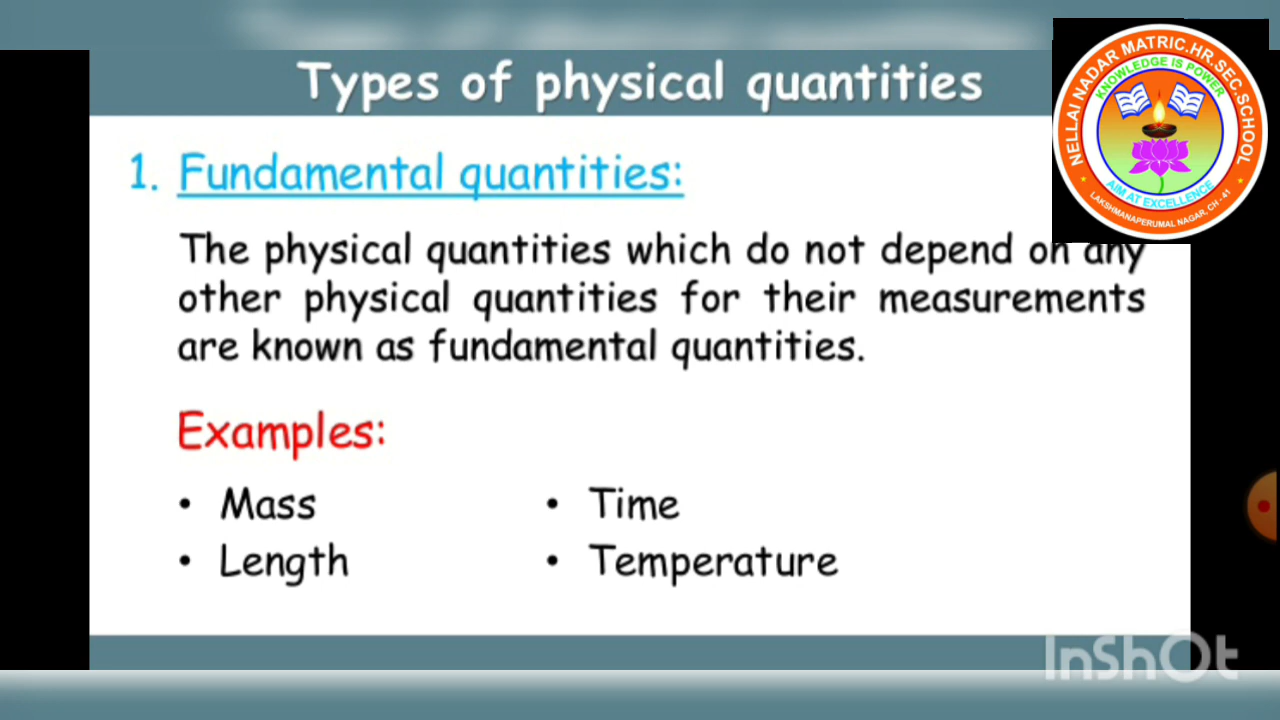 Types of physical quantities
NELLAI NADAR MATRIC.HR.SEC.SCHOOL
KNOWLEDGE IS POWER
AIM AT EXCELLENCE
LAKSHMANAPERUMAL NAGAR, CH - 41
1. Fundamental quantities:
The physical quantities which do not depend on any
other physical quantities for their measurements
are known as fundamental quantities.
Examples:
• Mass • Time
• Length • Temperature
InShOt